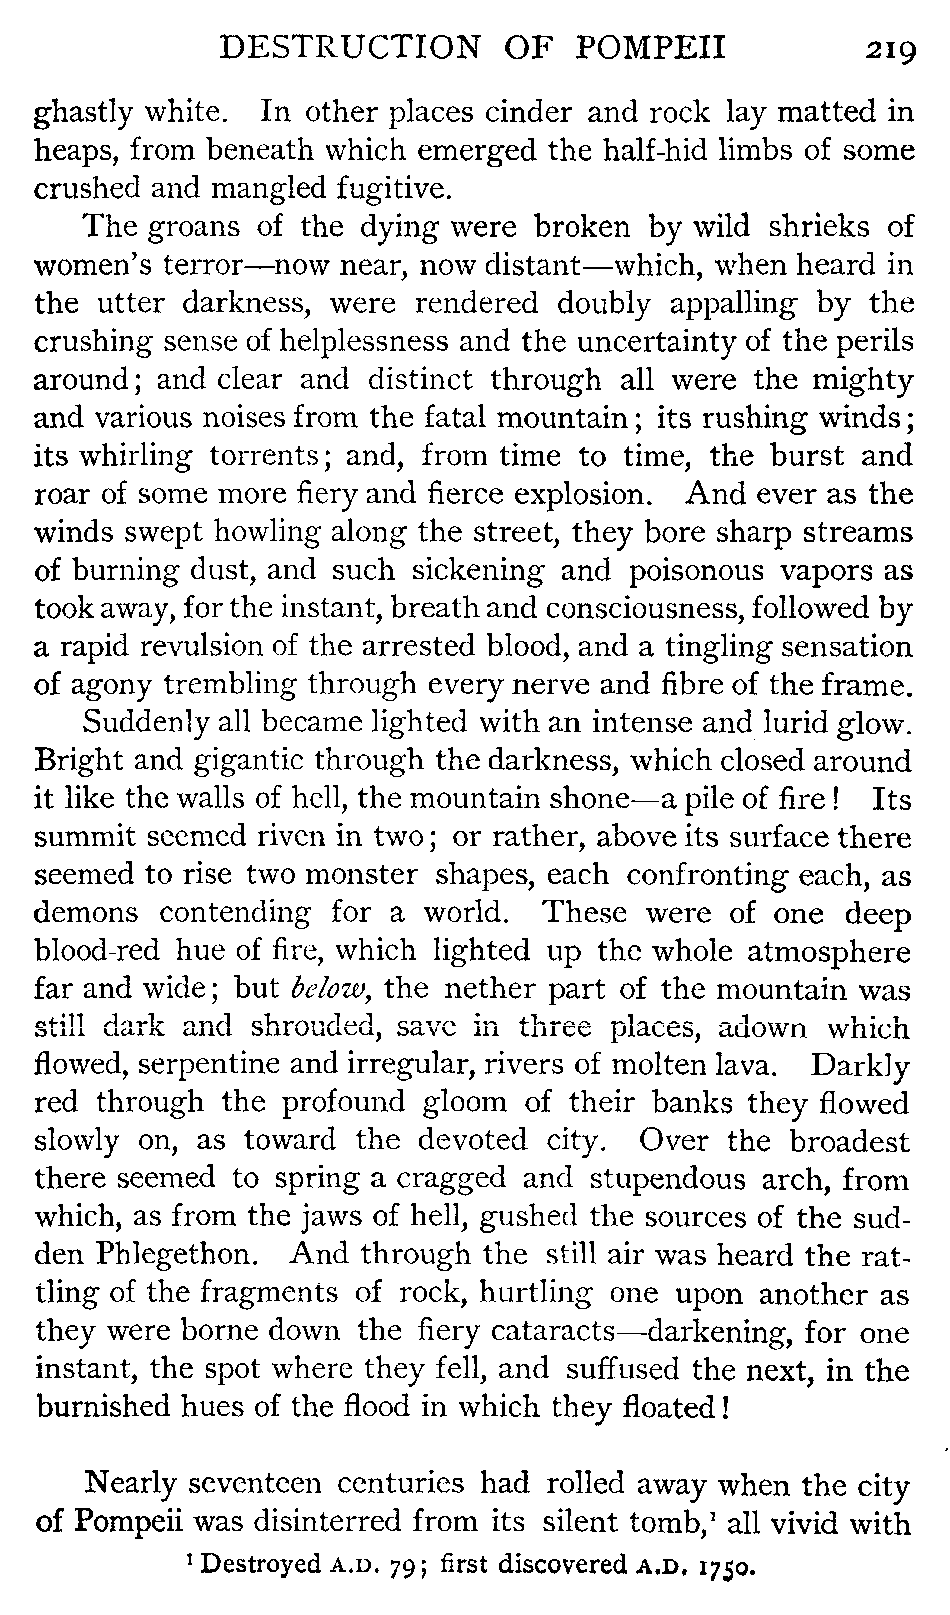 DESTRUCTION OF POMPEII 219
ghastly white. In other places cinder and rock lay matted in
heaps, from beneath which emerged the half-hid limbs of some
crushed and mangled fugitive.
The groans of the dying were broken by wild shrieks of
women's terror—now near, now distant—which, when heard in
the utter darkness, were rendered doubly appalling by the
crushing sense of helplessness and the uncertainty of the perils
around; and clear and distinct through all were the mighty
and various noises from the fatal mountain; its rushing winds;
its whirling torrents; and, from time to time, the burst and
roar of some more fiery and fierce explosion. And ever as the
winds swept howling along the street, they bore sharp streams
of burning dust, and such sickening and poisonous vapors as
took away, for the instant, breath and consciousness, followed by
a rapid revulsion of the arrested blood, and a tingling sensation
of agony trembling through every nerve and fibre of the frame.
Suddenly all became lighted with an intense and lurid glow.
Bright and gigantic through the darkness, which closed around
it like the walls of hell, the mountain shone—a pile of fire! Its
summit seemed riven in two; or rather, above its surface there
seemed to rise two monster shapes, each confronting each, as
demons contending for a world. These were of one deep
blood-red hue of fire, which lighted up the whole atmosphere
far and wide; but below, the nether part of the mountain was
still dark and shrouded, save in three places, adown which
flowed, serpentine and irregular, rivers of molten lava. Darkly
red through the profound gloom of their banks they flowed
slowly on, as toward the devoted city. Over the broadest
there seemed to spring a cragged and stupendous arch, from
which, as from the jaws of hell, gushed the sources of the sud-
den Phlegethon. And through the still air was heard the rat-
tling of the fragments of rock, hurtling one upon another as
they were borne down the fiery cataracts—darkening, for one
instant, the spot where they fell, and suffused the next, in the
burnished hues of the flood in which they floated!
Nearly seventeen centuries had rolled away when the city
of Pompeii was disinterred from its silent tomb,¹ all vivid with
¹ Destroyed A.D. 79; first discovered A.D. 1750.